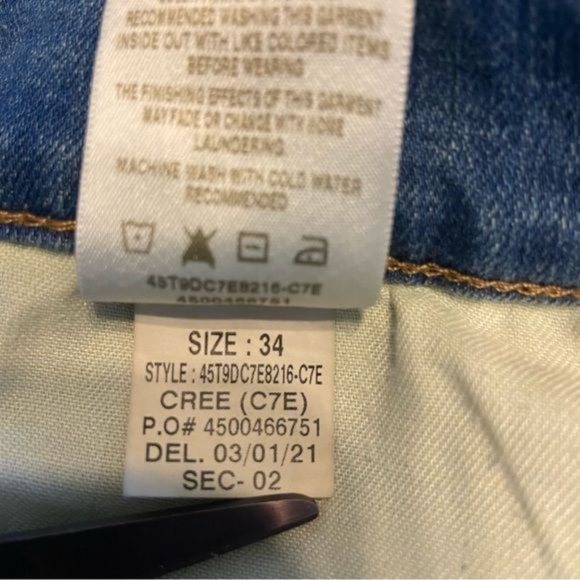 RECOMMENDED WASHING THIS GARMENT
INSIDE OUT WITH LIKE COLORED ITEMS
BEFORE WEARING
THE FINISHING EFFECTS OF THIS GARMENT
MAY FADE OR CHANGE WITH HOME
LAUNDERING.
MACHINE WASH WITH COLD WATER
RECOMMENDED
45T9DC7E8216-C7E
4500466751
SIZE : 34
STYLE : 45T9DC7E8216-C7E
CREE (C7E)
P.O# 4500466751
DEL. 03/01/21
SEC- 02